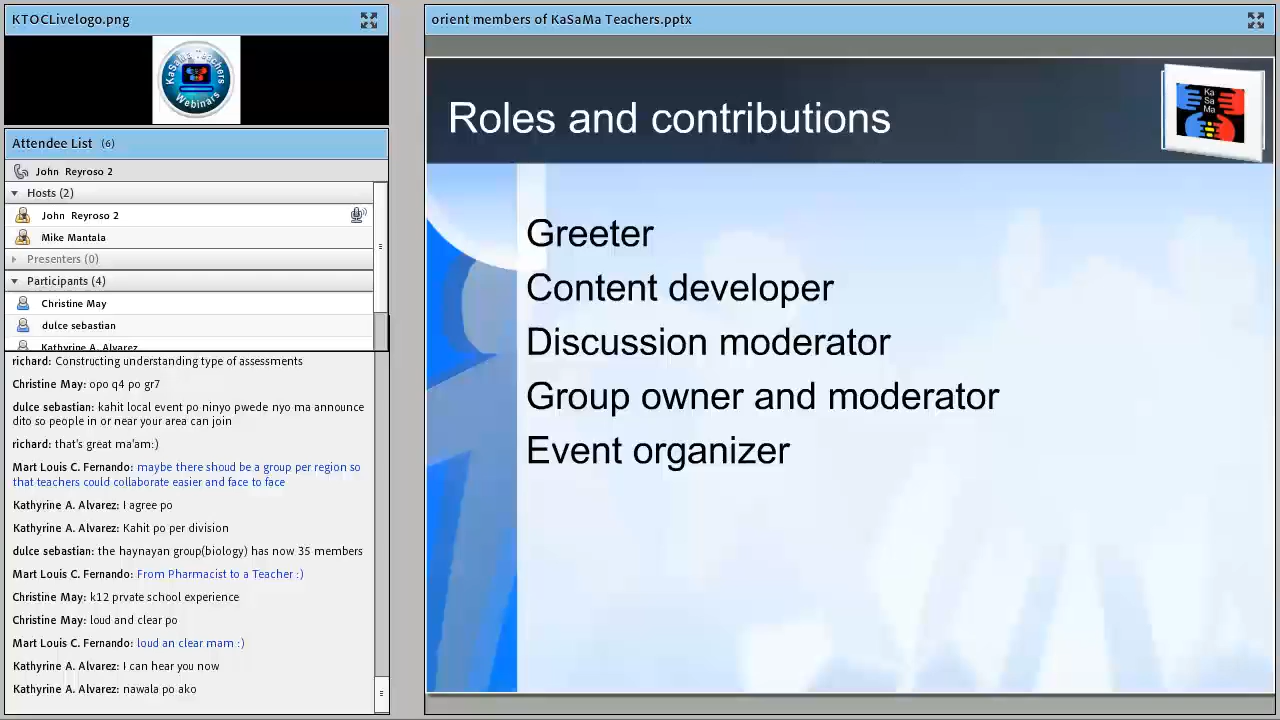 KTOCLivelogo.png
KaSaMa Teachers
Webinars
Attendee List (6)
John Reyroso 2
Hosts (2)
John Reyroso 2
Mike Mantala
Presenters (0)
Participants (4)
Christine May
dulce sebastian
Kathyrine A. Alvarez
richard: Constructing understanding type of assessments
Christine May: opo q4 po gr7
dulce sebastian: kahit local event po ninyo pwede nyo ma announce
dito so people in or near your area can join
richard: that's great ma'am:)
Mart Louis C. Fernando: maybe there shoud be a group per region so
that teachers could collaborate easier and face to face
Kathyrine A. Alvarez: I agree po
Kathyrine A. Alvarez: Kahit po per division
dulce sebastian: the haynayan group(biology) has now 35 members
Mart Louis C. Fernando: From Pharmacist to a Teacher :)
Christine May: k12 prvate school experience
Christine May: loud and clear po
Mart Louis C. Fernando: loud an clear mam :)
Kathyrine A. Alvarez: I can hear you now
Kathyrine A. Alvarez: nawala po ako
orient members of KaSaMa Teachers.pptx
Roles and contributions
Ka
Sa
Ma
Greeter
Content developer
Discussion moderator
Group owner and moderator
Event organizer